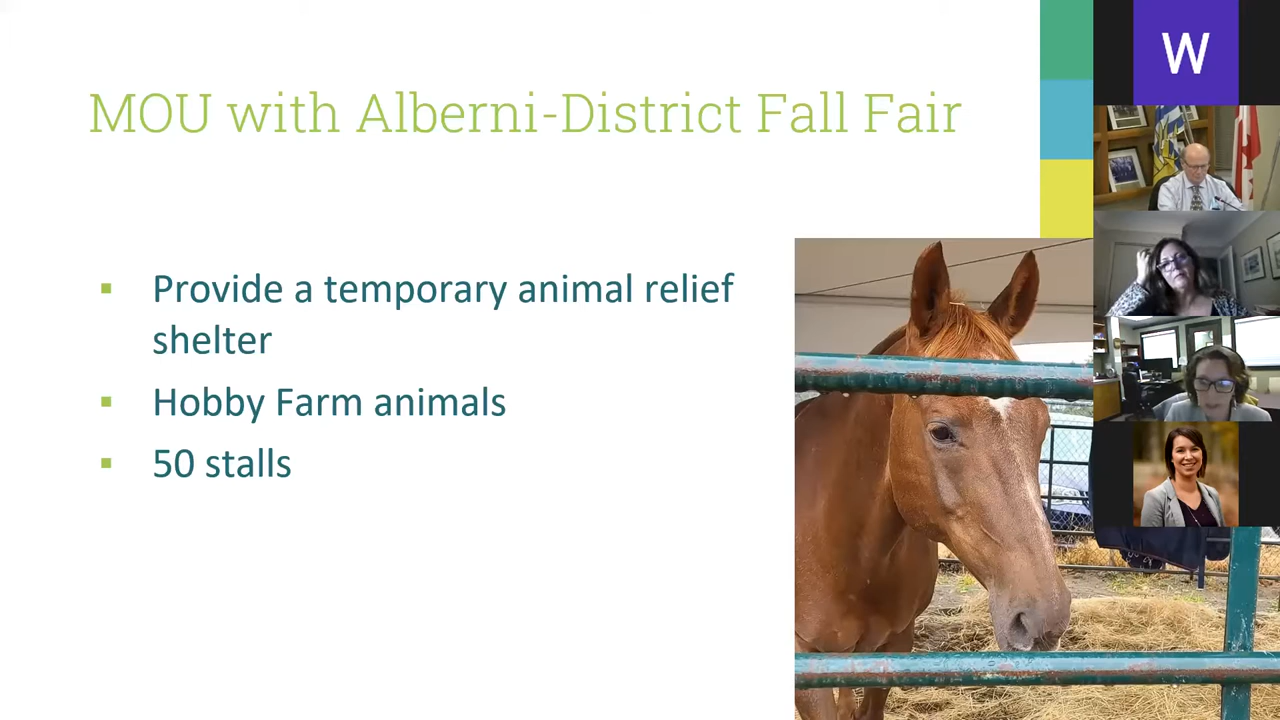 MOU with Alberni-District Fall Fair
W
▪ Provide a temporary animal relief
shelter
▪ Hobby Farm animals
▪ 50 stalls